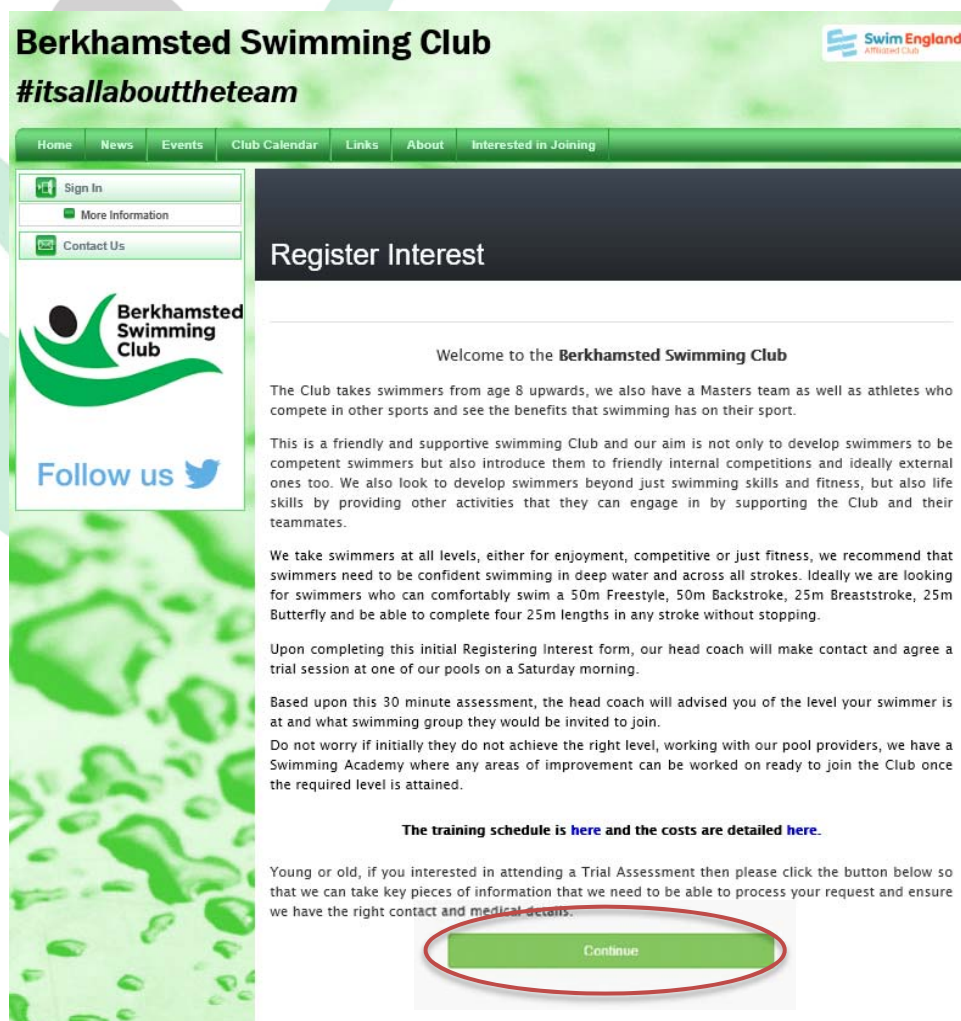 Berkhamsted Swimming Club
Swim England
Affiliated Club
#itsallabouttheteam
Home News Events Club Calendar Links About Interested in Joining
Sign In
More Information
Contact Us
Berkhamsted
Swimming
Club
Follow us
Register Interest
Welcome to the Berkhamsted Swimming Club
The Club takes swimmers from age 8 upwards, we also have a Masters team as well as athletes who
compete in other sports and see the benefits that swimming has on their sport.
This is a friendly and supportive swimming Club and our aim is not only to develop swimmers to be
competent swimmers but also introduce them to friendly internal competitions and ideally external
ones too. We also look to develop swimmers beyond just swimming skills and fitness, but also life
skills by providing other activities that they can engage in by supporting the Club and their
teammates.
We take swimmers at all levels, either for enjoyment, competitive or just fitness, we recommend that
swimmers need to be confident swimming in deep water and across all strokes. Ideally we are looking
for swimmers who can comfortably swim a 50m Freestyle, 50m Backstroke, 25m Breaststroke, 25m
Butterfly and be able to complete four 25m lengths in any stroke without stopping.
Upon completing this initial Registering Interest form, our head coach will make contact and agree a
trial session at one of our pools on a Saturday morning.
Based upon this 30 minute assessment, the head coach will advised you of the level your swimmer is
at and what swimming group they would be invited to join.
Do not worry if initially they do not achieve the right level, working with our pool providers, we have a
Swimming Academy where any areas of improvement can be worked on ready to join the Club once
the required level is attained.
The training schedule is here and the costs are detailed here.
Young or old, if you interested in attending a Trial Assessment then please click the button below so
that we can take key pieces of information that we need to be able to process your request and ensure
we have the right contact and medical details.
Continue